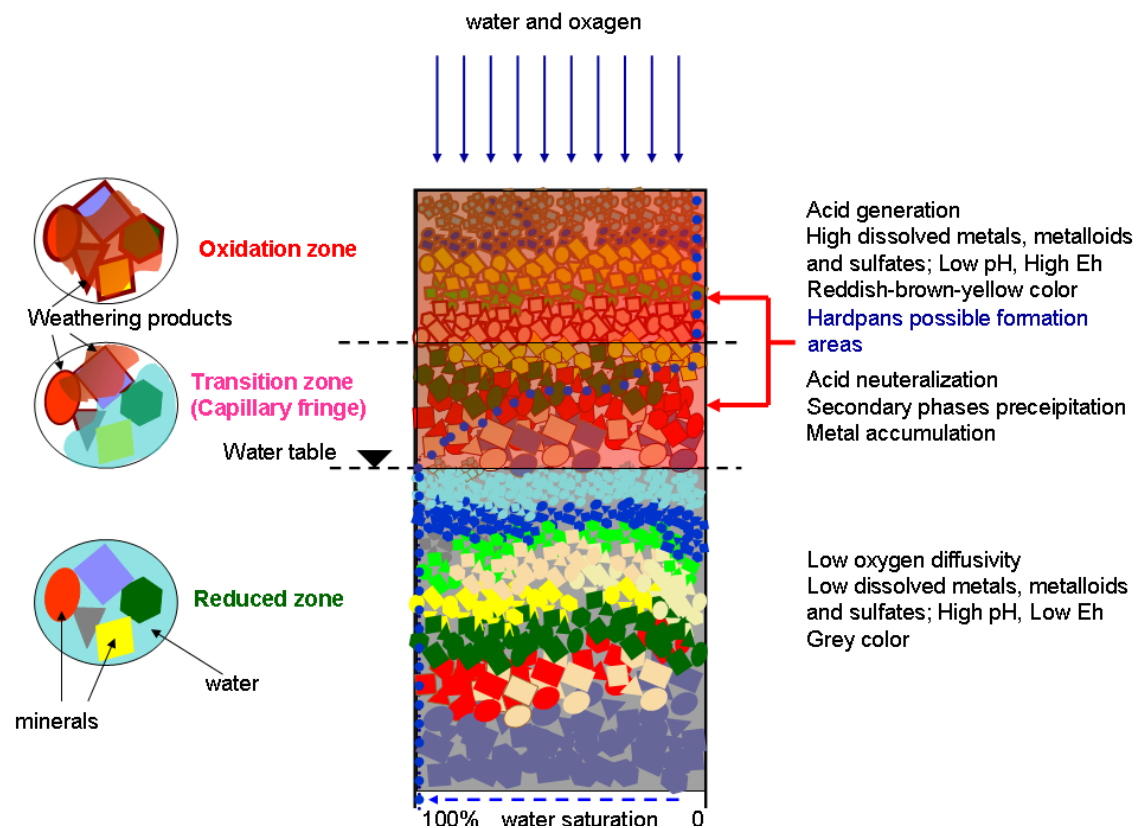 water and oxagen
Oxidation zone
Weathering products
Transition zone
(Capillary fringe)
Water table
Reduced zone
water
minerals
Acid generation
High dissolved metals, metalloids
and sulfates; Low pH, High Eh
Reddish-brown-yellow color
Hardpans possible formation
areas
Acid neuteralization
Secondary phases preceipitation
Metal accumulation
Low oxygen diffusivity
Low dissolved metals, metalloids
and sulfates; High pH, Low Eh
Grey color
100% water saturation 0